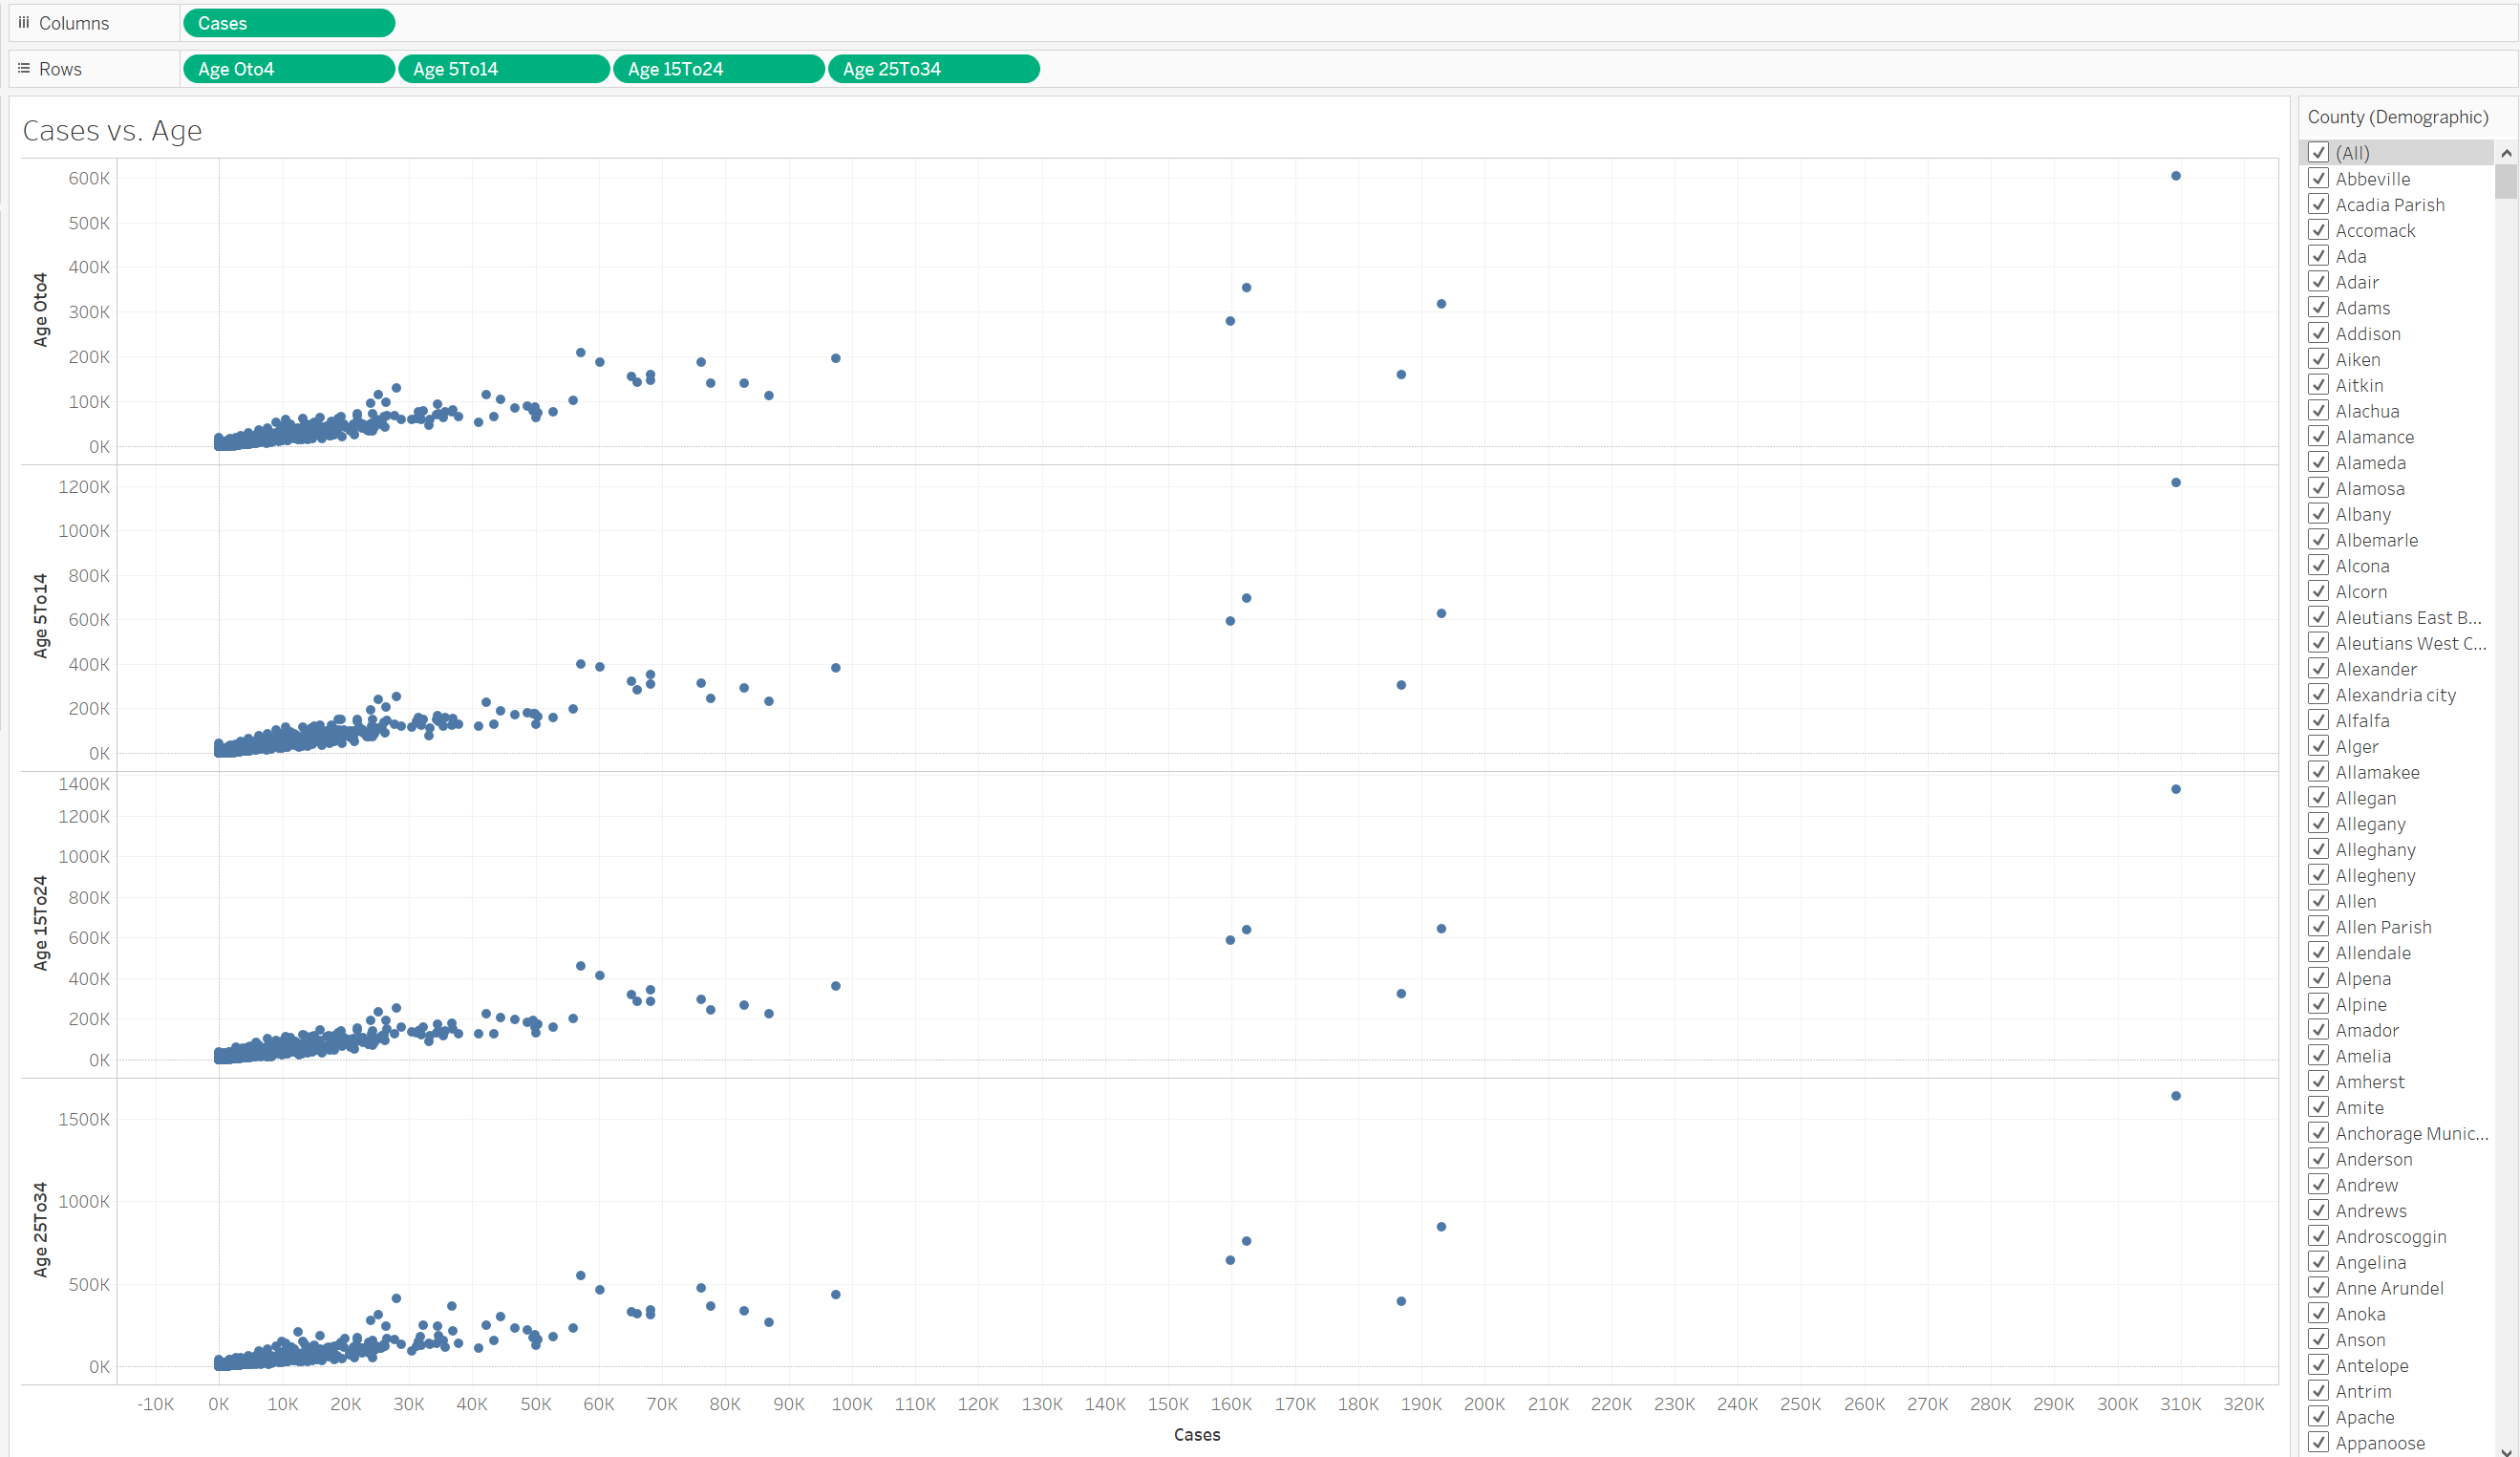 Columns Cases
Rows Age 0to4 Age 5To14 Age 15To24 Age 25To34
Cases vs. Age
Age 0to4
600K
500K
400K
300K
200K
100K
0K
Age 5To14
1200K
1000K
800K
600K
400K
200K
0K
Age 15To24
1400K
1200K
1000K
800K
600K
400K
200K
0K
Age 25To34
1500K
1000K
500K
0K
-10K 0K 10K 20K 30K 40K 50K 60K 70K 80K 90K 100K 110K 120K 130K 140K 150K 160K 170K 180K 190K 200K 210K 220K 230K 240K 250K 260K 270K 280K 290K 300K 310K 320K
Cases
County (Demographic)
(All)
Abbeville
Acadia Parish
Accomack
Ada
Adair
Adams
Addison
Aiken
Aitkin
Alachua
Alamance
Alameda
Alamosa
Albany
Albemarle
Alcona
Alcorn
Aleutians East B...
Aleutians West C...
Alexander
Alexandria city
Alfalfa
Alger
Allamakee
Allegan
Allegany
Alleghany
Allegheny
Allen
Allen Parish
Allendale
Alpena
Alpine
Amador
Amelia
Amherst
Amite
Anchorage Munic...
Anderson
Andrew
Andrews
Androscoggin
Angelina
Anne Arundel
Anoka
Anson
Antelope
Antrim
Apache
Appanoose